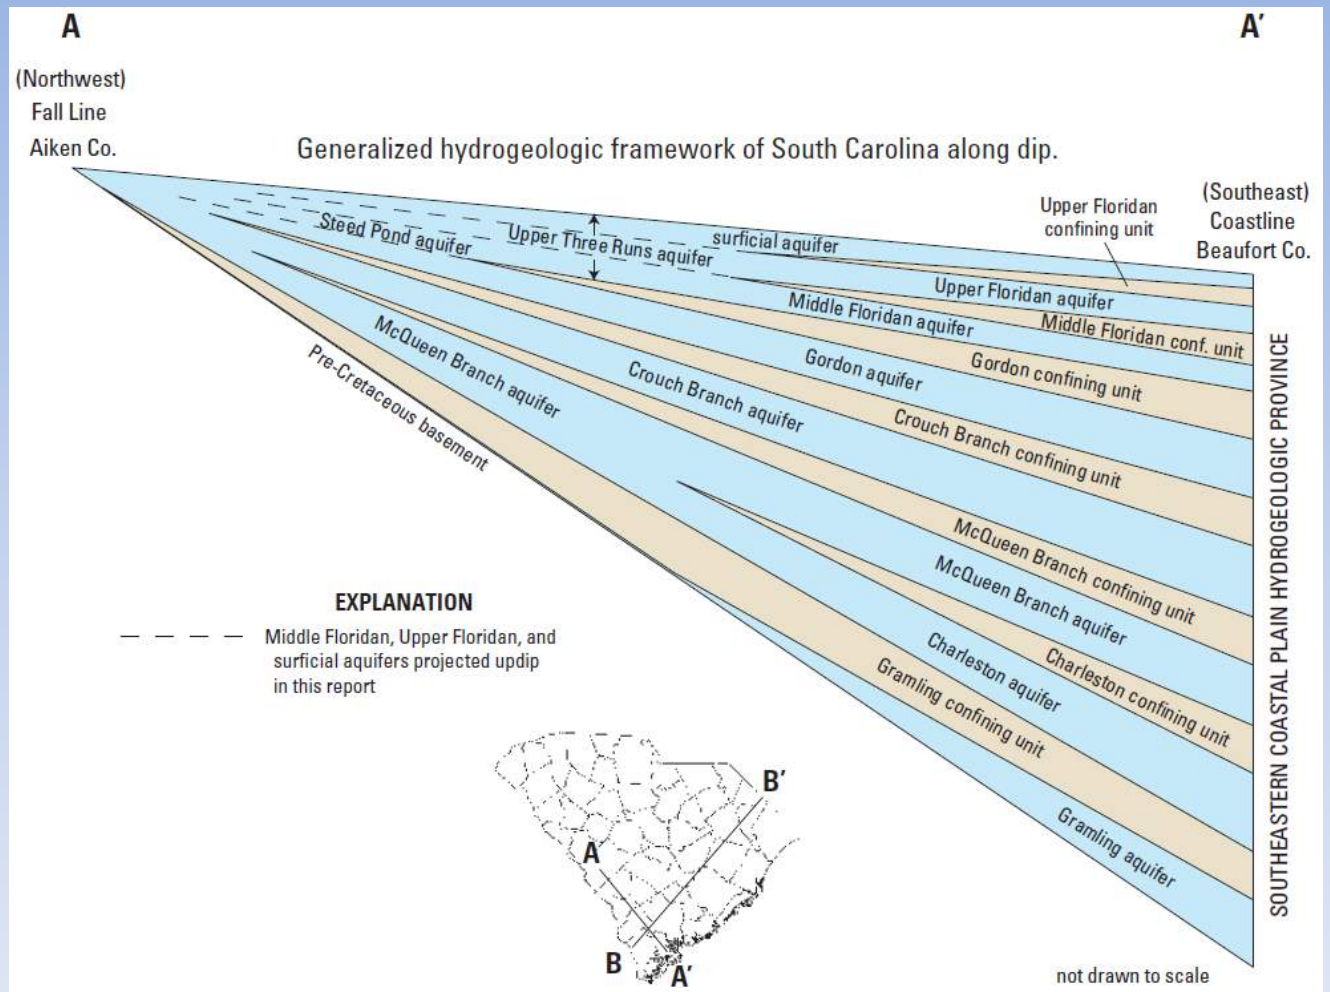 A
A′
(Northwest)
Fall Line
Aiken Co.
Generalized hydrogeologic framework of South Carolina along dip.
(Southeast)
Coastline
Beaufort Co.
Upper Floridan
confining unit
surficial aquifer
Steed Pond aquifer
Upper Three Runs aquifer
Upper Floridan aquifer
Middle Floridan aquifer
Middle Floridan conf. unit
Gordon confining unit
Gordon aquifer
McQueen Branch aquifer
Pre-Cretaceous basement
Crouch Branch aquifer
Crouch Branch confining unit
McQueen Branch confining unit
McQueen Branch aquifer
Charleston confining unit
Charleston aquifer
Gramling confining unit
Gramling aquifer
SOUTHEASTERN COASTAL PLAIN HYDROGEOLOGIC PROVINCE
EXPLANATION
Middle Floridan, Upper Floridan, and
surficial aquifers projected updip
in this report
B′
A
B
A′
not drawn to scale